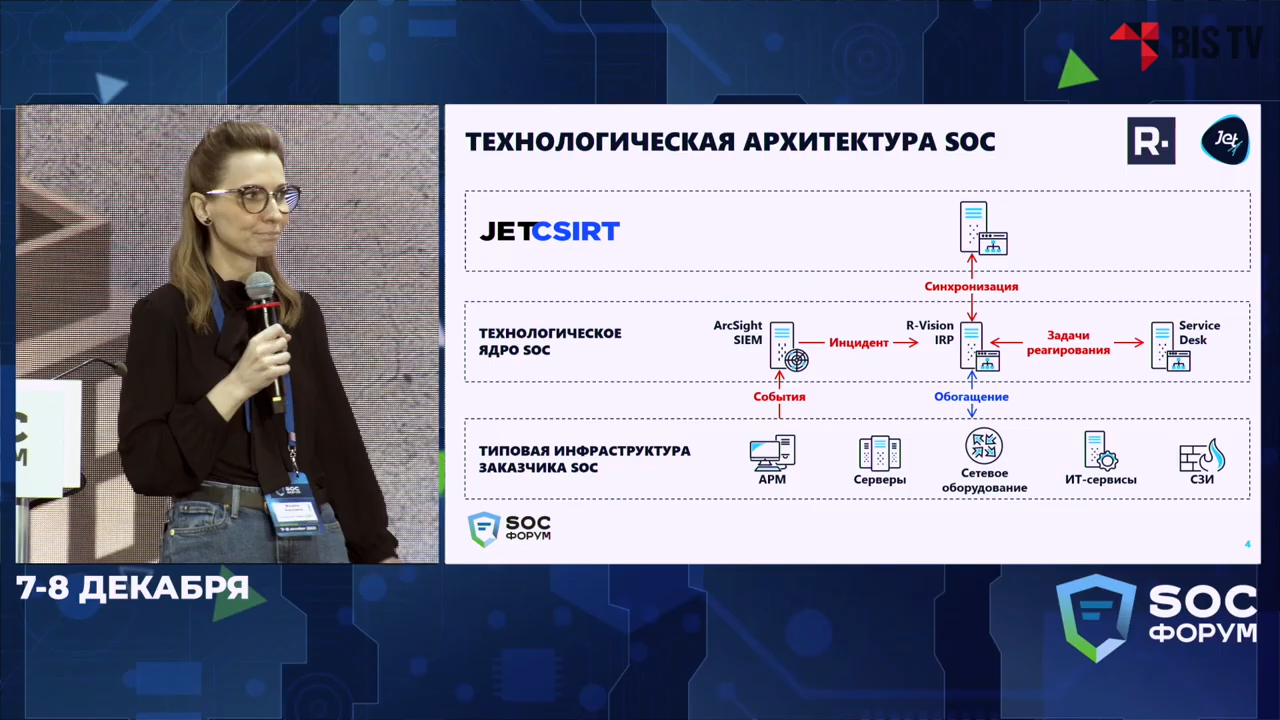 BIS TV
ТЕХНОЛОГИЧЕСКАЯ АРХИТЕКТУРА SOC
R.
Jet
JETCSIRT
Синхронизация
ТЕХНОЛОГИЧЕСКОЕ
ЯДРО SOC
ArcSight
SIEM
Инцидент
R-Vision
IRP
Задачи
реагирования
Service
Desk
События
Обогащение
ТИПОВАЯ ИНФРАСТРУКТУРА
ЗАКАЗЧИКА SOC
АРМ
Серверы
Сетевое
оборудование
ИТ-сервисы
СЗИ
SOC
ФОРУМ
4
SOC
ФОРУМ
7-8 ДЕКАБРЯ
SOC
ФОРУМ